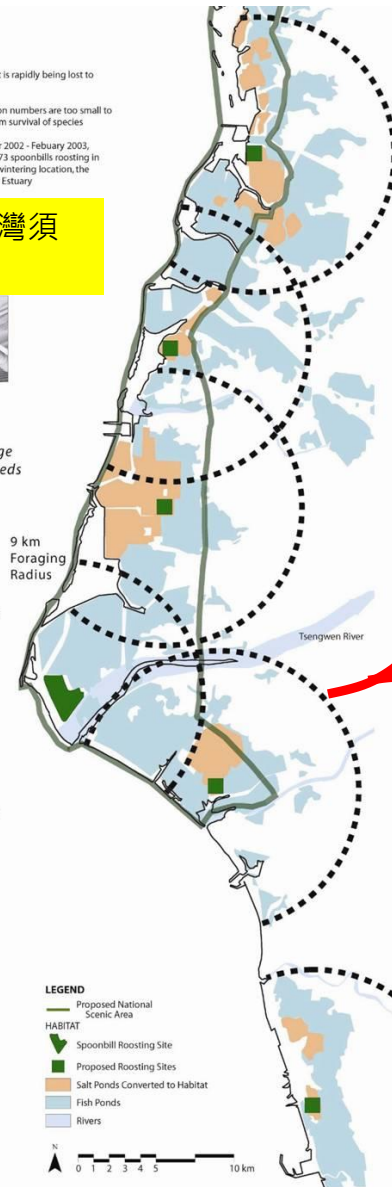 t is rapidly being lost to
on numbers are too small to
m survival of species
r 2002 - Febuary 2003,
73 spoonbills roosting in
wintering location, the
Estuary
灣須
ge
eds
9 km
Foraging
Radius
Tsengwen River
LEGEND
Proposed National
Scenic Area
HABITAT
Spoonbill Roosting Site
Proposed Roosting Sites
Salt Ponds Converted to Habitat
Fish Ponds
Rivers
N
0 1 2 3 4 5 10 km